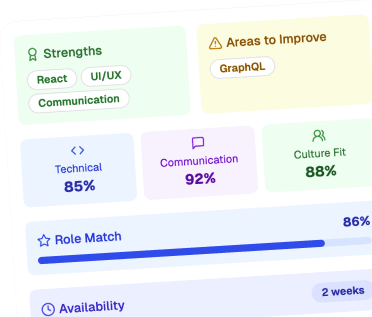 Strengths
React UI/UX
Communication
Areas to Improve
GraphQL
Technical
85%
Communication
92%
Culture Fit
88%
Role Match 86%
Availability 2 weeks